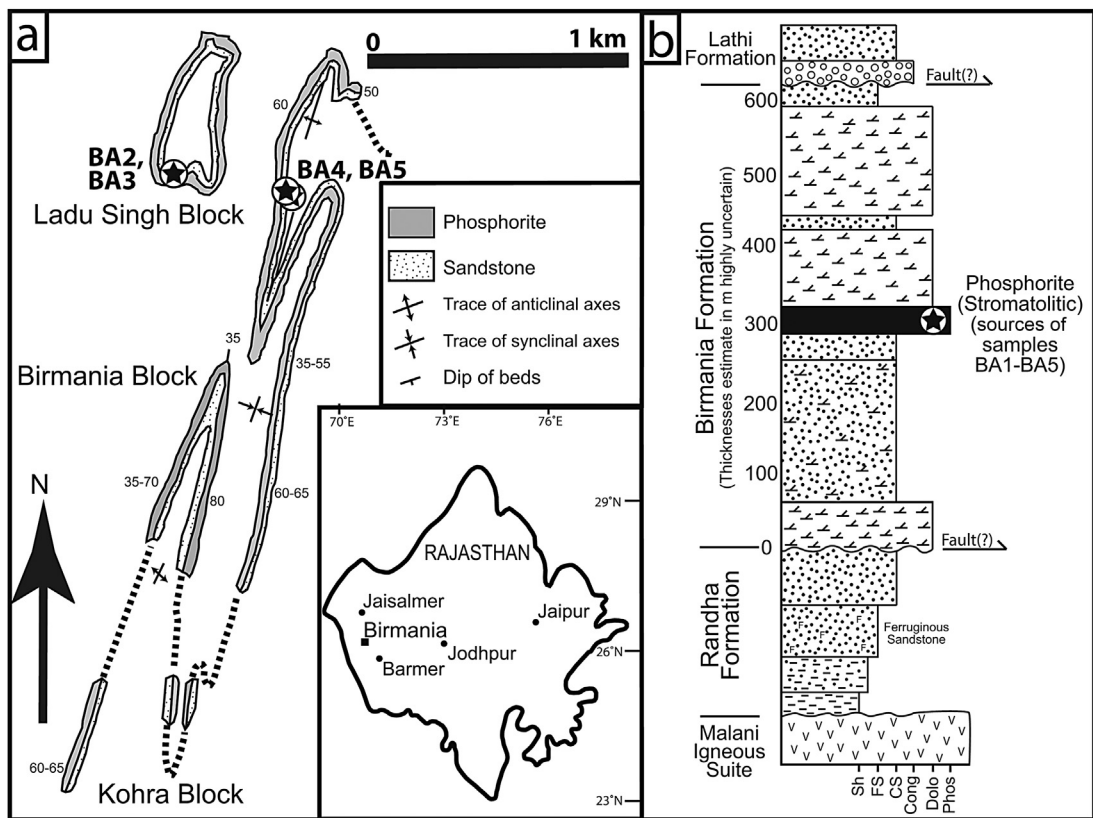 a
0
1 km
60
50
BA2,
BA3
BA4, BA5
Ladu Singh Block
Phosphorite
Sandstone
Trace of anticlinal axes
Trace of synclinal axes
Dip of beds
35
35-55
Birmania Block
35-70
80
60-65
N
60-65
Kohra Block
70°E
73°E
76°E
29°N
RAJASTHAN
Jaisalmer
Jaipur
Birmania
Jodhpur
Barmer
26°N
23°N
b
Lathi
Formation
Fault(?)
600
500
400
300
200
100
0
Birmania Formation
(Thicknesses estimate in m highly uncertain)
Phosphorite
(Stromatolitic)
(sources of
samples
BA1-BA5)
Fault(?)
Randha
Formation
F F
F
F F
Ferruginous
Sandstone
Malani
Igneous
Suite
V V V V V V
Sh
FS
CS
Cong
Dolo
Phos